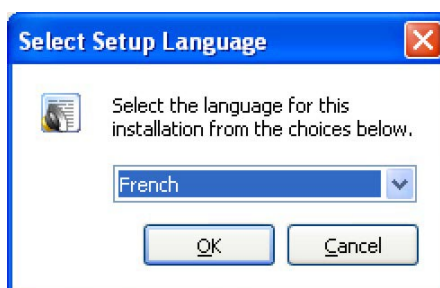 Select Setup Language
Select the language for this
installation from the choices below.
French
OK
Cancel